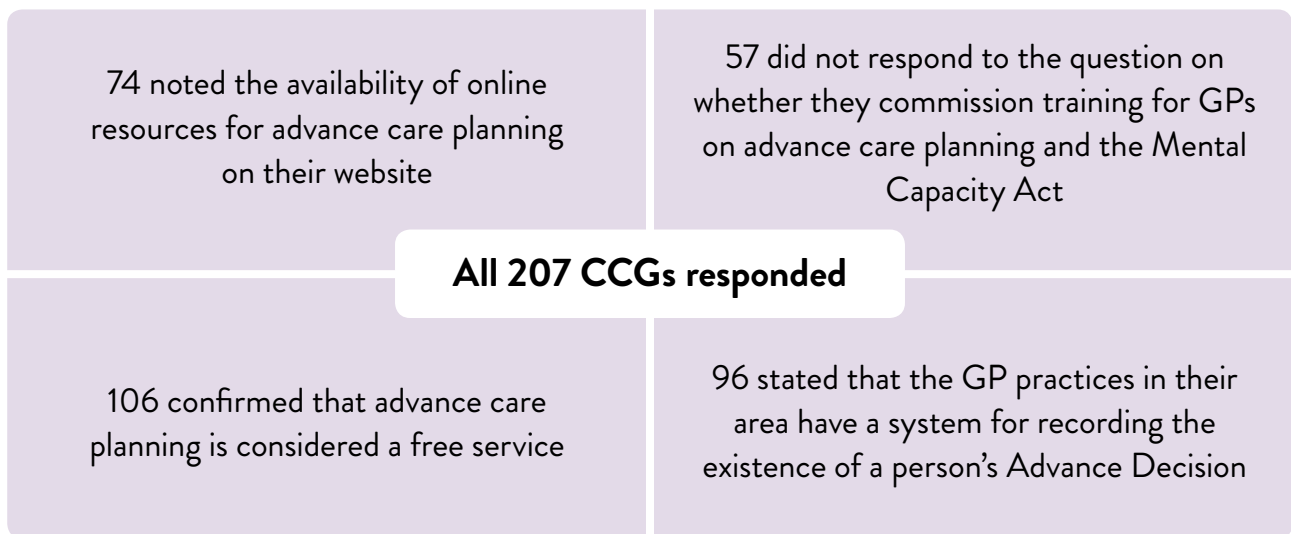 74 noted the availability of online
resources for advance care planning
on their website
57 did not respond to the question on
whether they commission training for GPs
on advance care planning and the Mental
Capacity Act
All 207 CCGs responded
106 confirmed that advance care
planning is considered a free service
96 stated that the GP practices in their
area have a system for recording the
existence of a person’s Advance Decision